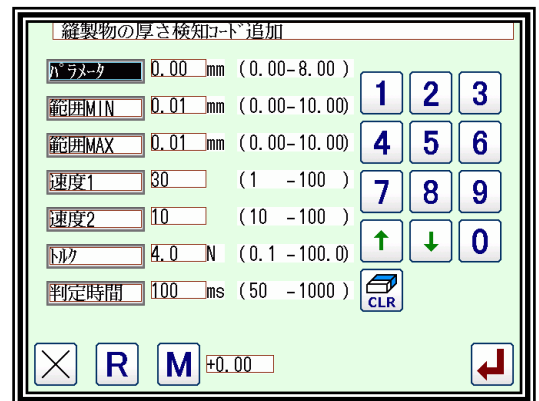 縫製物の厚さ検知ｺｰﾄﾞ追加
ﾊﾟﾗﾒｰﾀ 0.00 mm (0.00-8.00 )
範囲MIN 0.01 mm (0.00-10.00)
範囲MAX 0.01 mm (0.00-10.00)
速度1 30 (1 -100 )
速度2 10 (10 -100 )
ﾄﾙｸ 4.0 N (0.1 -100.0)
判定時間 100 ms (50 -1000 )
1 2 3
4 5 6
7 8 9
↑ ↓ 0
CLR
R M +0.00